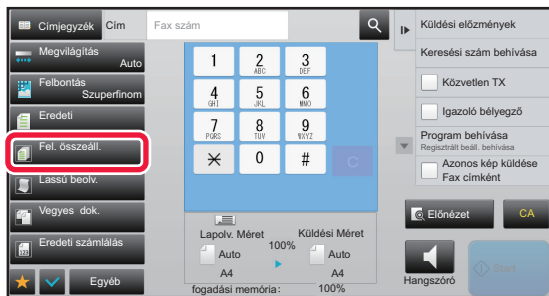 Címjegyzék
Cím
Fax szám
Megvilágítás
Auto
Felbontás
Szuperfinom
Eredeti
Fel. összeáll.
Lassú beolv.
Vegyes dok.
Eredeti számlálás
Egyéb
1
2
ABC
3
DEF
4
GHI
5
JKL
6
MNO
7
PQRS
8
TUV
9
WXYZ
0
#
C
Lapolv. Méret
Küldési Méret
100%
Auto
Auto
A4
A4
fogadási memória:
100%
Küldési előzmények
Keresési szám behívása
Közvetlen TX
Igazoló bélyegző
Program behívása
Regisztrált beáll. behívása
Azonos kép küldése
Fax címként
Előnézet
CA
Hangszóró
Start